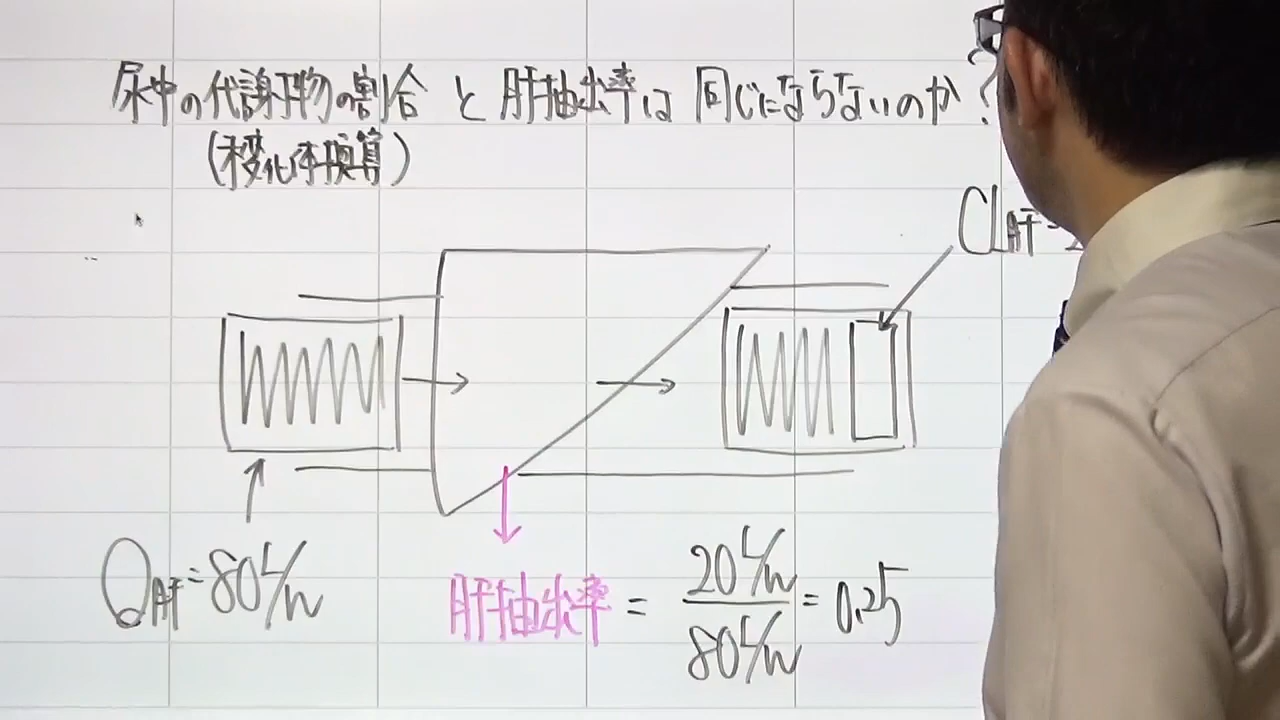 尿中の代謝物の割合 と 肝抽出率は 同じにならないのか?
(未変化体換算)
CL肝=
Q肝=80L/h
肝抽出率 = 20L/h / 80L/h = 0.25